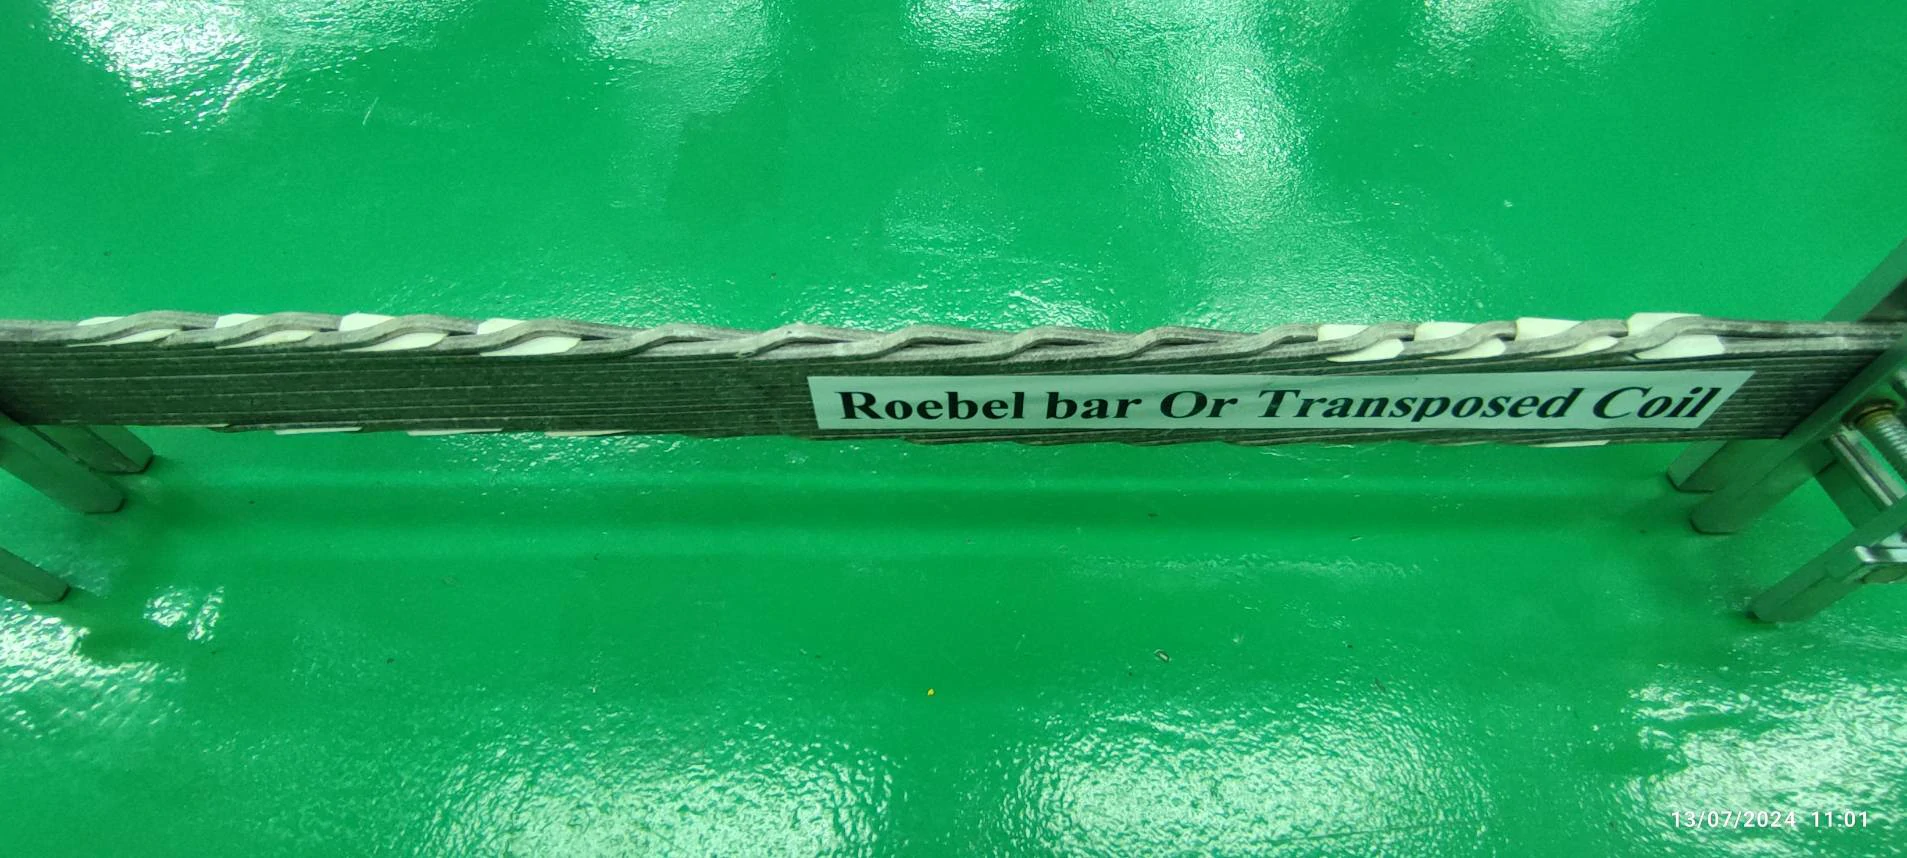 Roebel bar Or Transposed Coil
13/07/2024 11:01